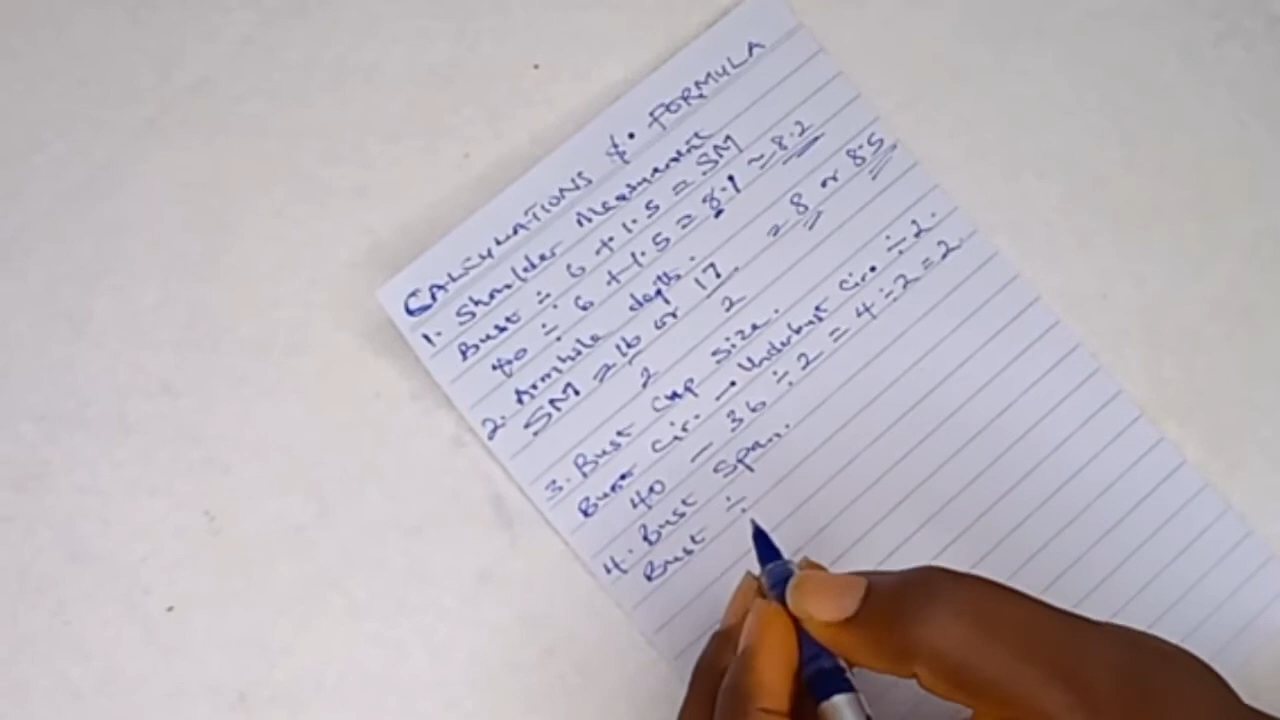 CALCULATIONS & FORMULA
1. Shoulder Measurement
Bust ÷ 6 + 1.5 = SM
40 ÷ 6 + 1.5 = 8.1 ≃ 8.2
2. Armhole depth.
SM = 16 or 17 = 8 or 8.5
2 2
3. Bust cup size.
Bust cir. - Underbust cir. ÷ 2.
40 - 36 ÷ 2 = 4 ÷ 2 = 2
4. Bust Span.
Bust ÷